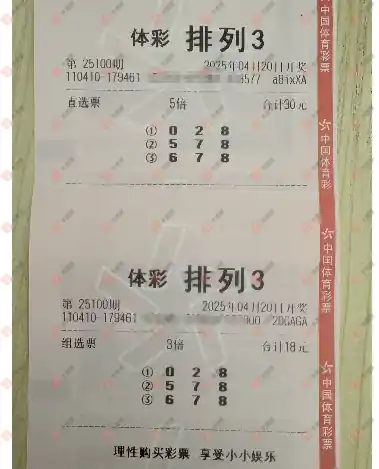 体彩 排列3
第 25100期 2025年04月20日开奖
110410-179461 3577 a8ixXA
直选票 5倍 合计30元
① 0 2 8
② 5 7 8
③ 6 7 8
体彩 排列3
第 25100期 2025年04月20日开奖
110410-179461 2DGAGA
组选票 3倍 合计18元
① 0 2 8
② 5 7 8
③ 6 7 8
理性购买彩票 享受小小娱乐
中国体育彩票
中国体育彩票
中国体育彩票
中国体育彩票